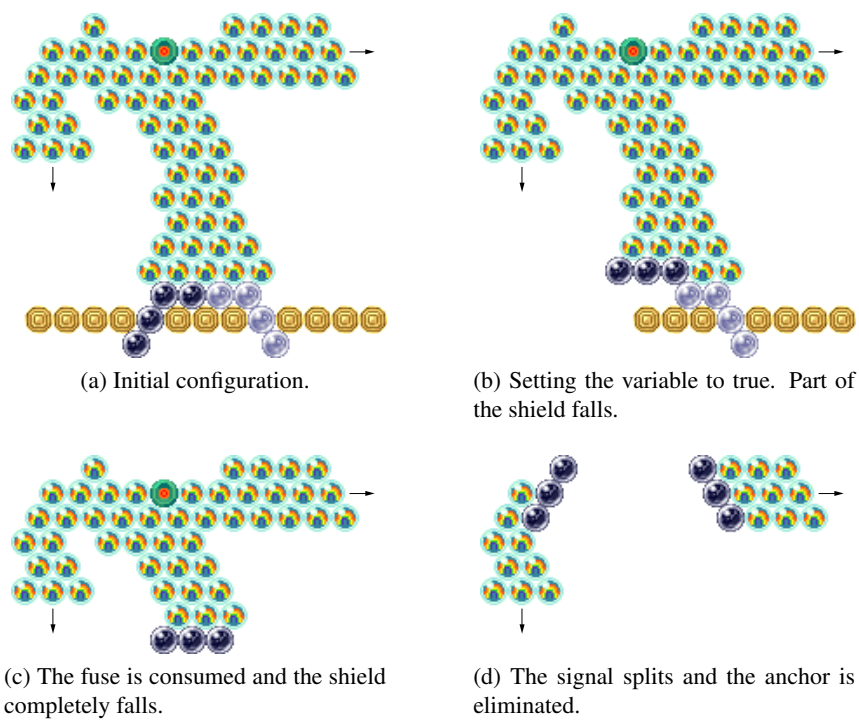 (a) Initial configuration.
(b) Setting the variable to true. Part of
the shield falls.
(c) The fuse is consumed and the shield
completely falls.
(d) The signal splits and the anchor is
eliminated.